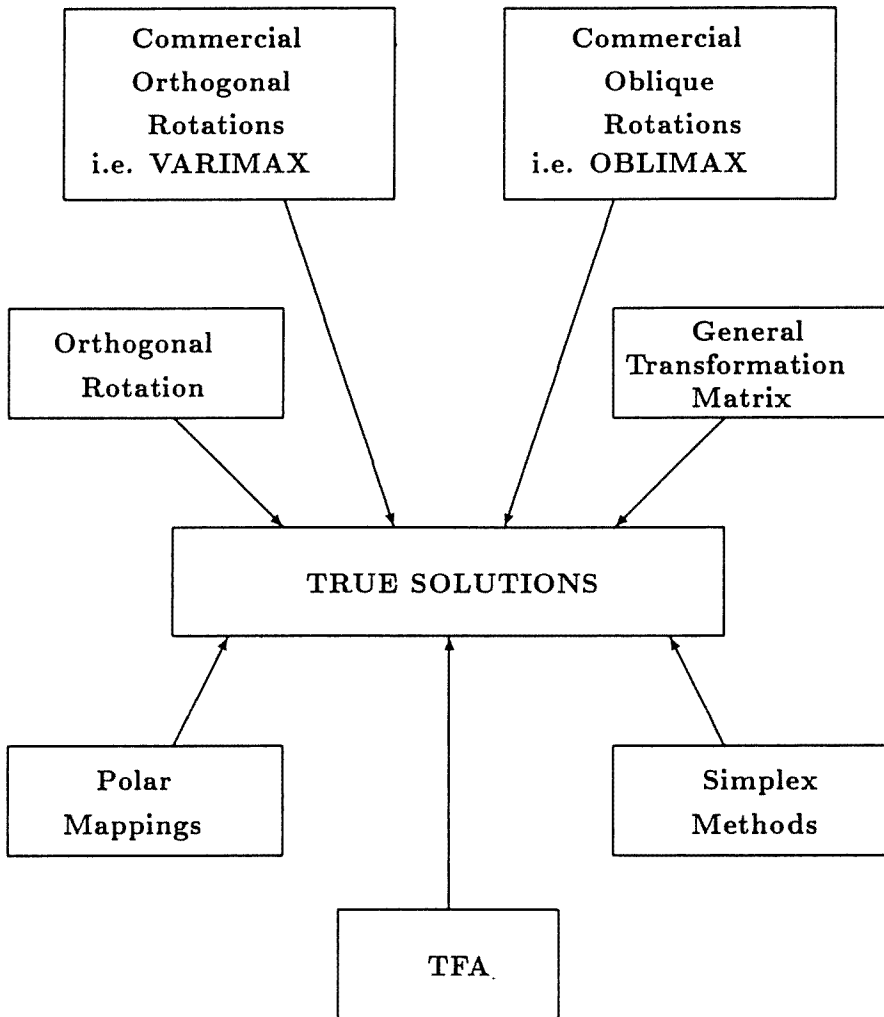 Commercial
Orthogonal
Rotations
i.e. VARIMAX
Commercial
Oblique
Rotations
i.e. OBLIMAX
Orthogonal
Rotation
General
Transformation
Matrix
TRUE SOLUTIONS
Polar
Mappings
Simplex
Methods
TFA